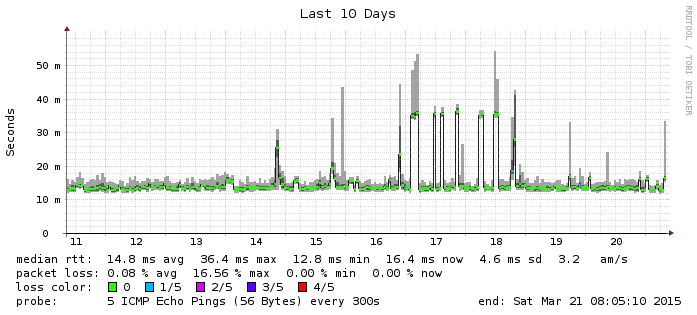 Last 10 Days
RRDTOOL / TOBI OETIKER
Seconds
50 m
40 m
30 m
20 m
10 m
0
11 12 13 14 15 16 17 18 19 20
median rtt: 14.8 ms avg 36.4 ms max 12.8 ms min 16.4 ms now 4.6 ms sd 3.2 am/s
packet loss: 0.08 % avg 16.56 % max 0.00 % min 0.00 % now
loss color: 0 1/5 2/5 3/5 4/5
probe: 5 ICMP Echo Pings (56 Bytes) every 300s end: Sat Mar 21 08:05:10 2015